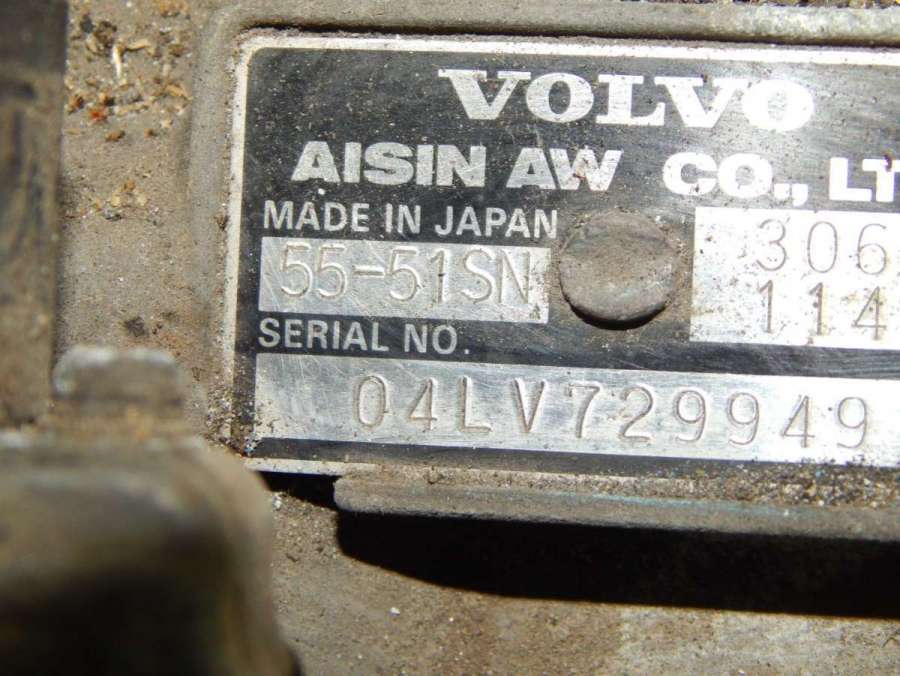 VOLVO
AISIN AW CO., LT
MADE IN JAPAN
55-51SN
306
114
SERIAL NO.
04LV729949